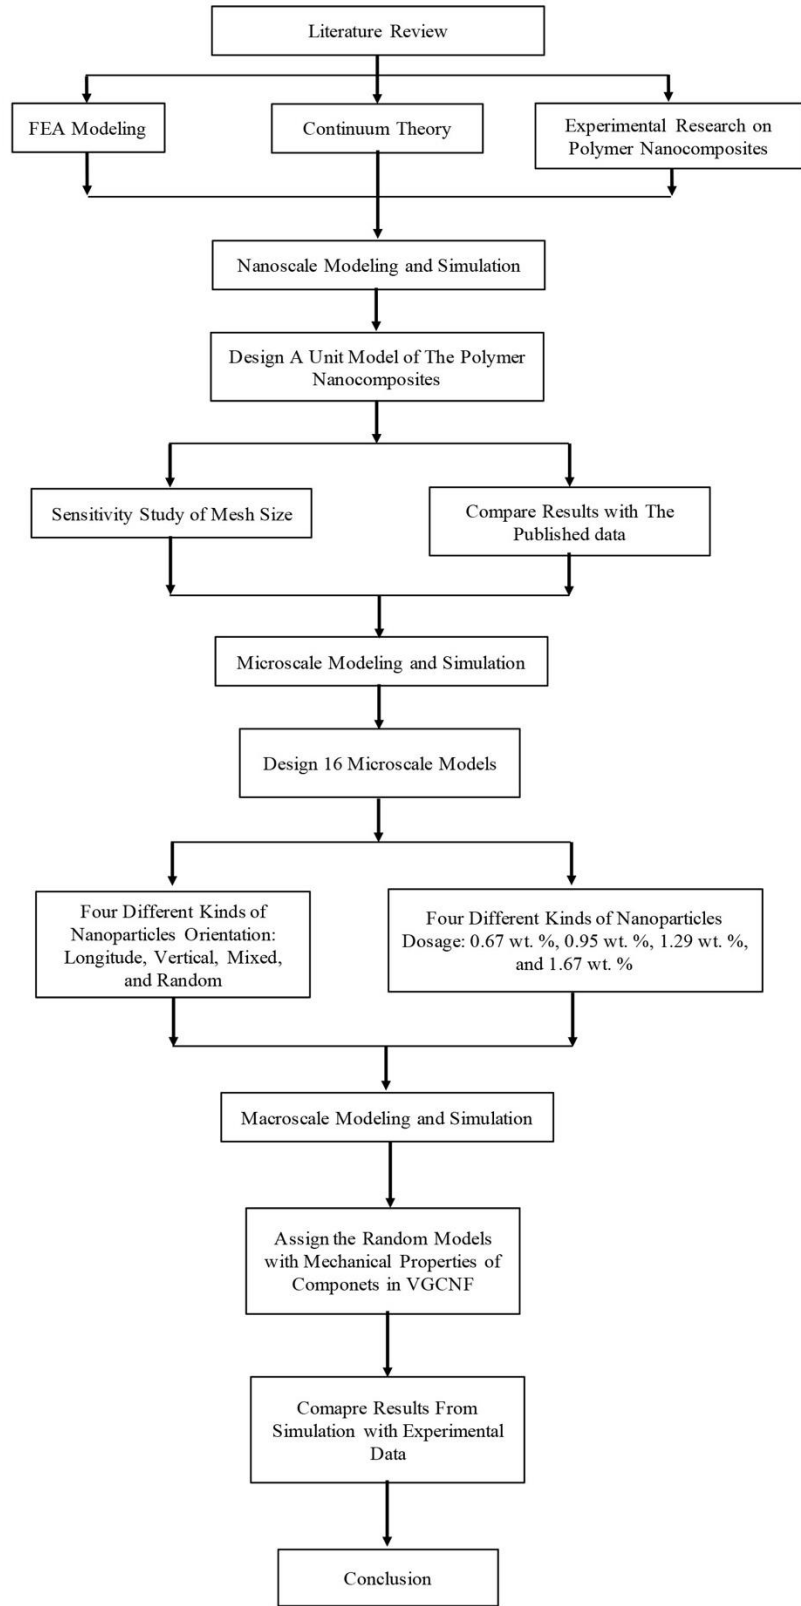 Literature Review
FEA Modeling
Continuum Theory
Experimental Research on
Polymer Nanocomposites
Nanoscale Modeling and Simulation
Design A Unit Model of The Polymer
Nanocomposites
Sensitivity Study of Mesh Size
Compare Results with The
Published data
Microscale Modeling and Simulation
Design 16 Microscale Models
Four Different Kinds of
Nanoparticles Orientation:
Longitude, Vertical, Mixed,
and Random
Four Different Kinds of Nanoparticles
Dosage: 0.67 wt. %, 0.95 wt. %, 1.29 wt. %,
and 1.67 wt. %
Macroscale Modeling and Simulation
Assign the Random Models
with Mechanical Properties of
Componets in VGCNF
Comapre Results From
Simulation with Experimental
Data
Conclusion